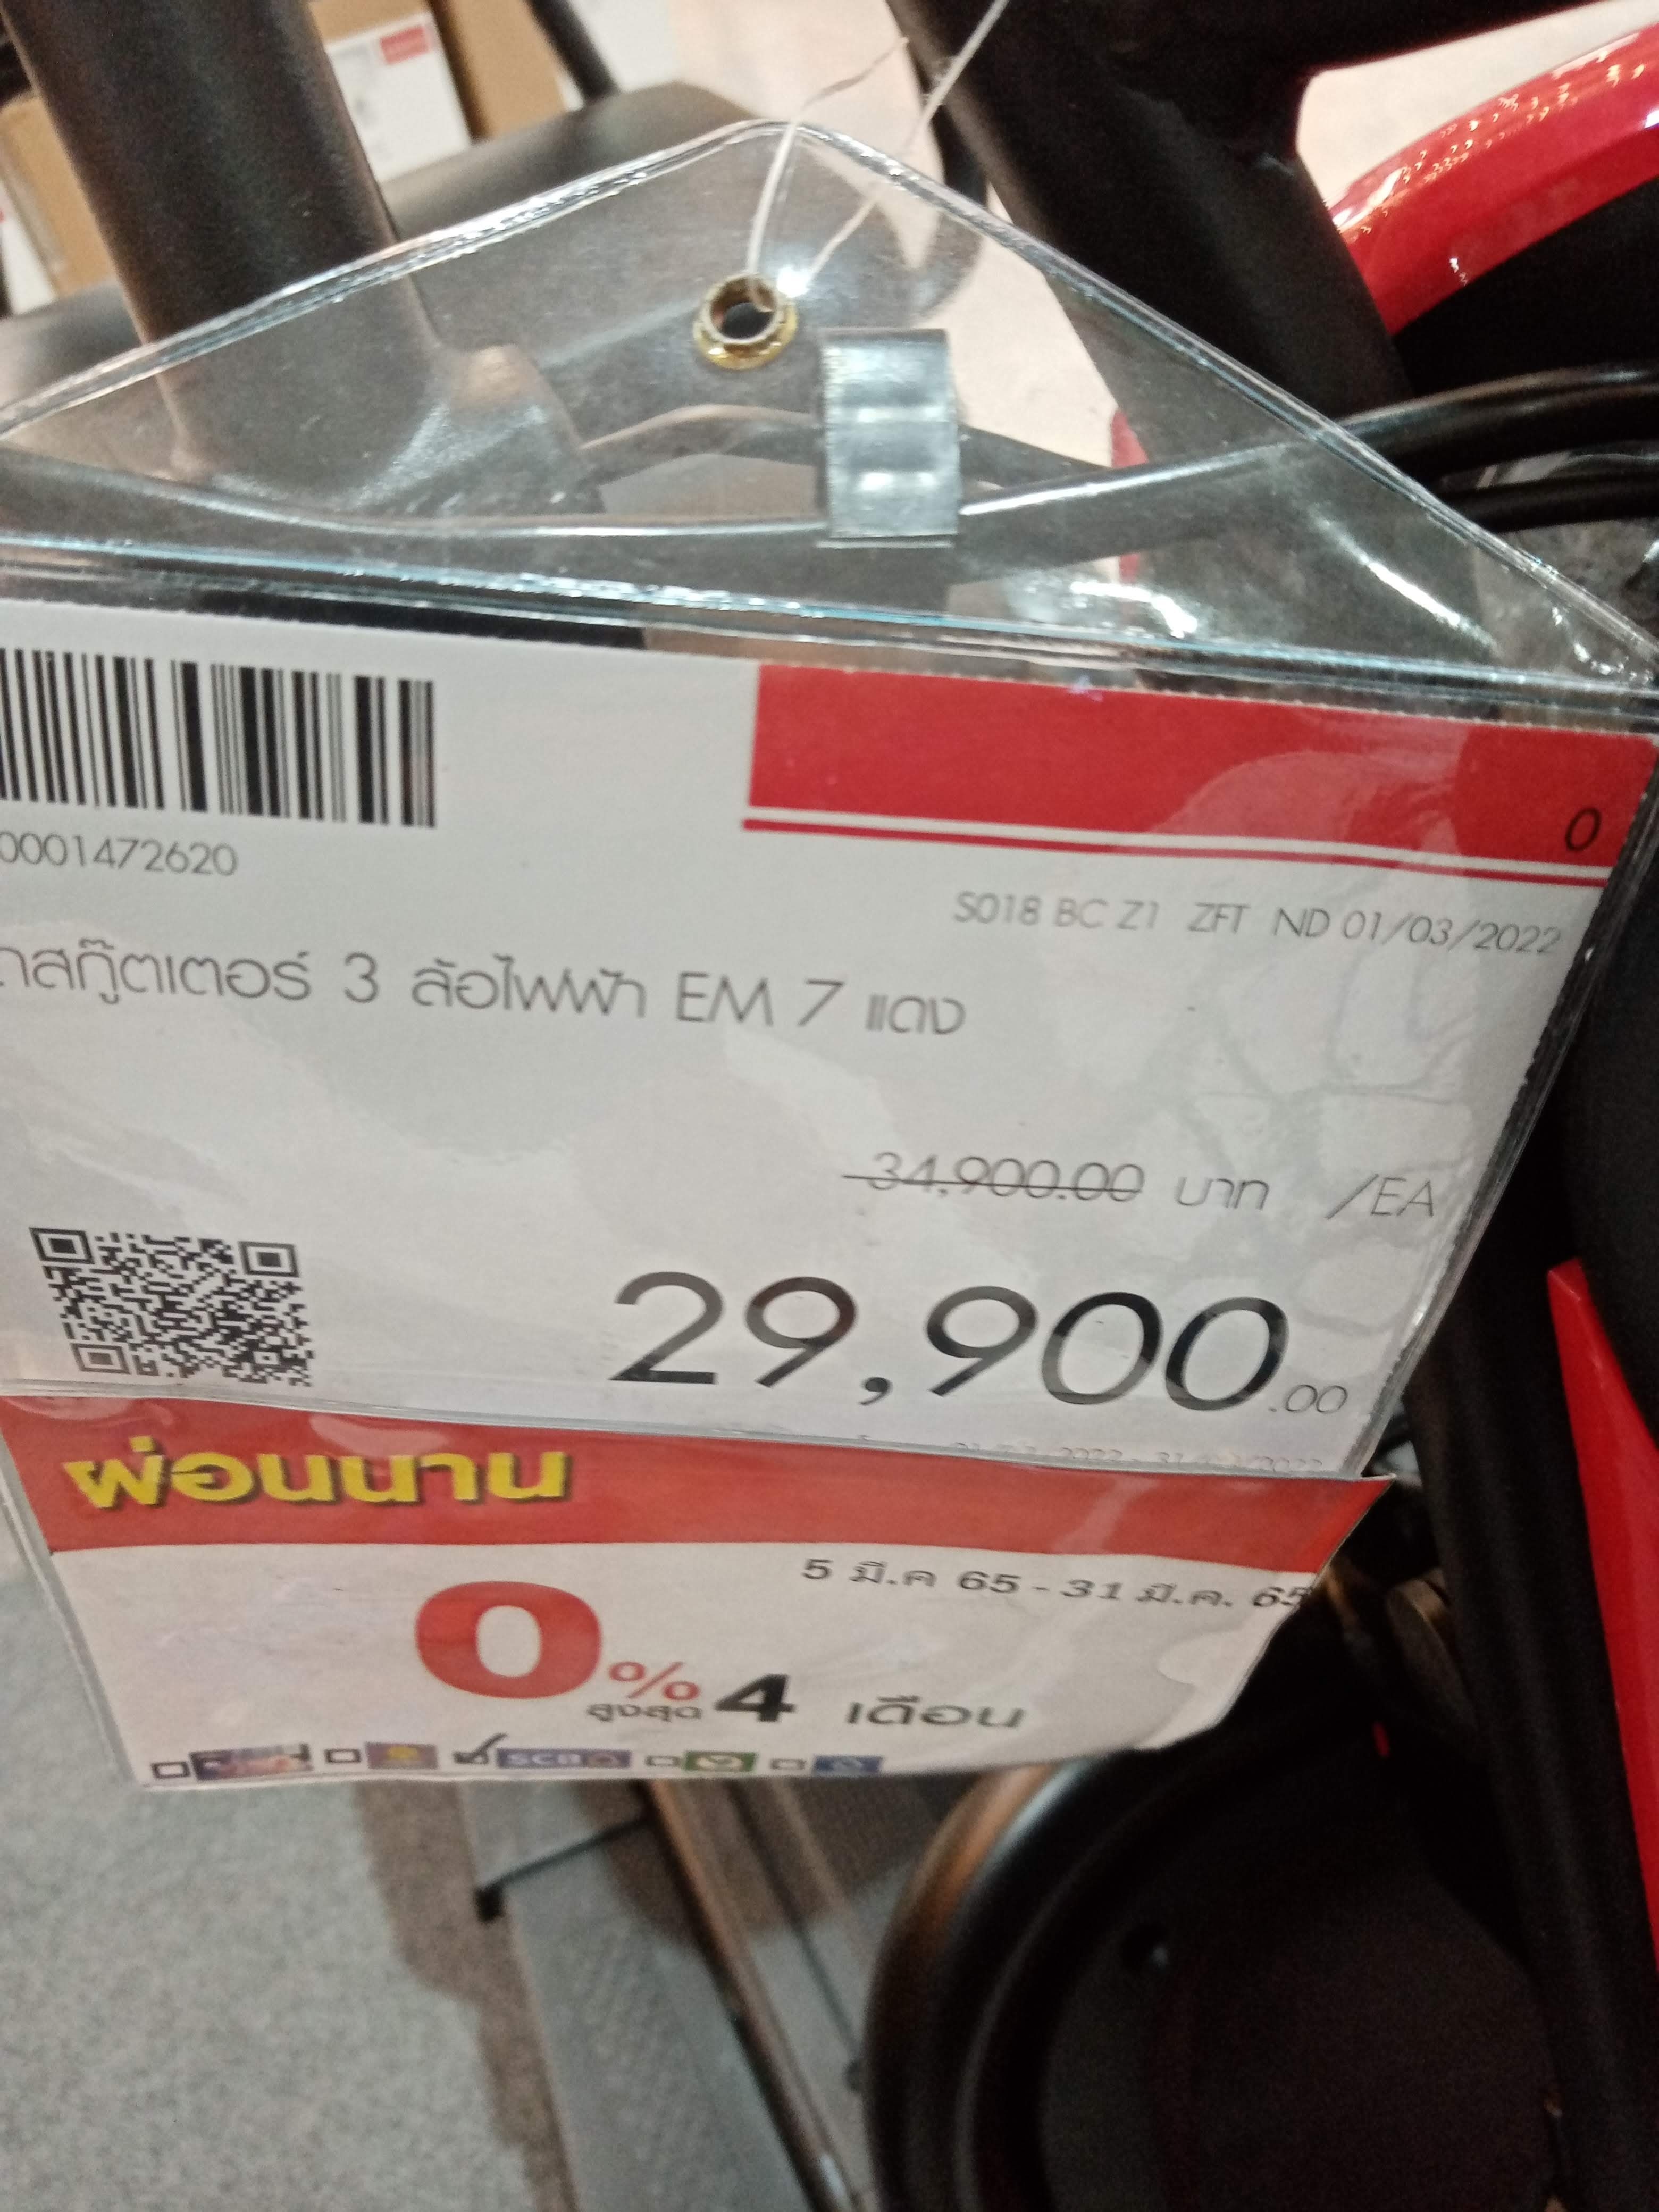 0001472620
0
S018 BC Z1 ZFT ND 01/03/2022
สกู๊ตเตอร์ 3 ล้อไฟฟ้า EM 7 แดง
34,900.00 บาท /EA
29,900.00
ผ่อนนาน
5 มี.ค 65 - 31 มี.ค. 65
0% สูงสุด 4 เดือน
SCB